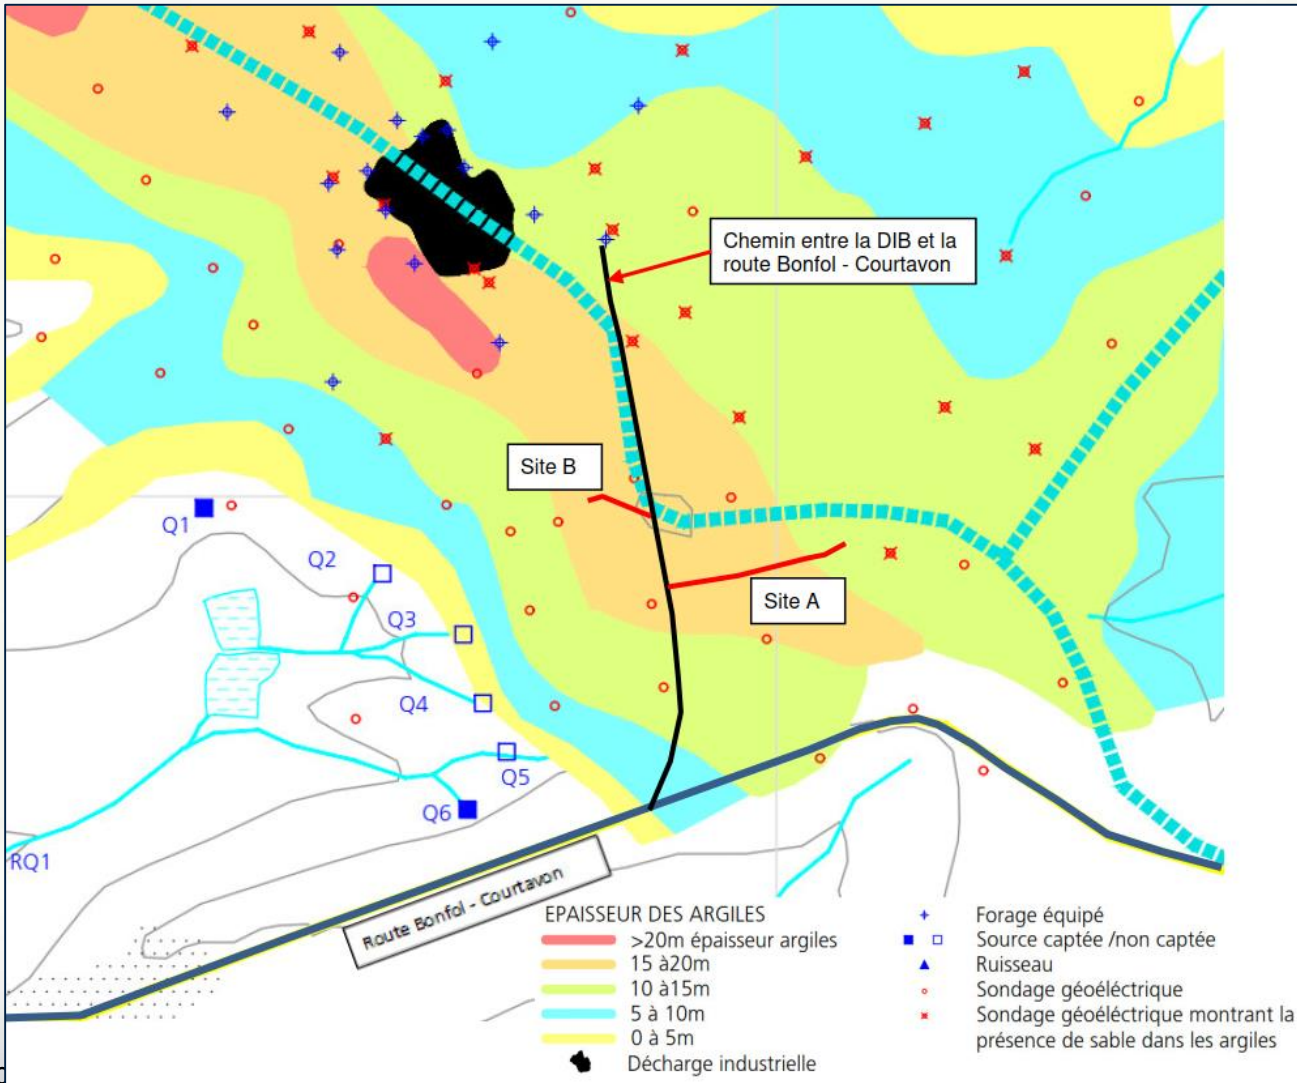 Chemin entre la DIB et la
route Bonfol - Courtavon
Site B
Q1
Q2
Site A
Q3
Q4
Q5
Q6
RQ1
Route Bonfol - Courtavon
EPAISSEUR DES ARGILES
>20m épaisseur argiles
15 à20m
10 à15m
5 à 10m
0 à 5m
Décharge industrielle
Forage équipé
Source captée /non captée
Ruisseau
Sondage géoéléctrique
Sondage géoéléctrique montrant la
présence de sable dans les argiles